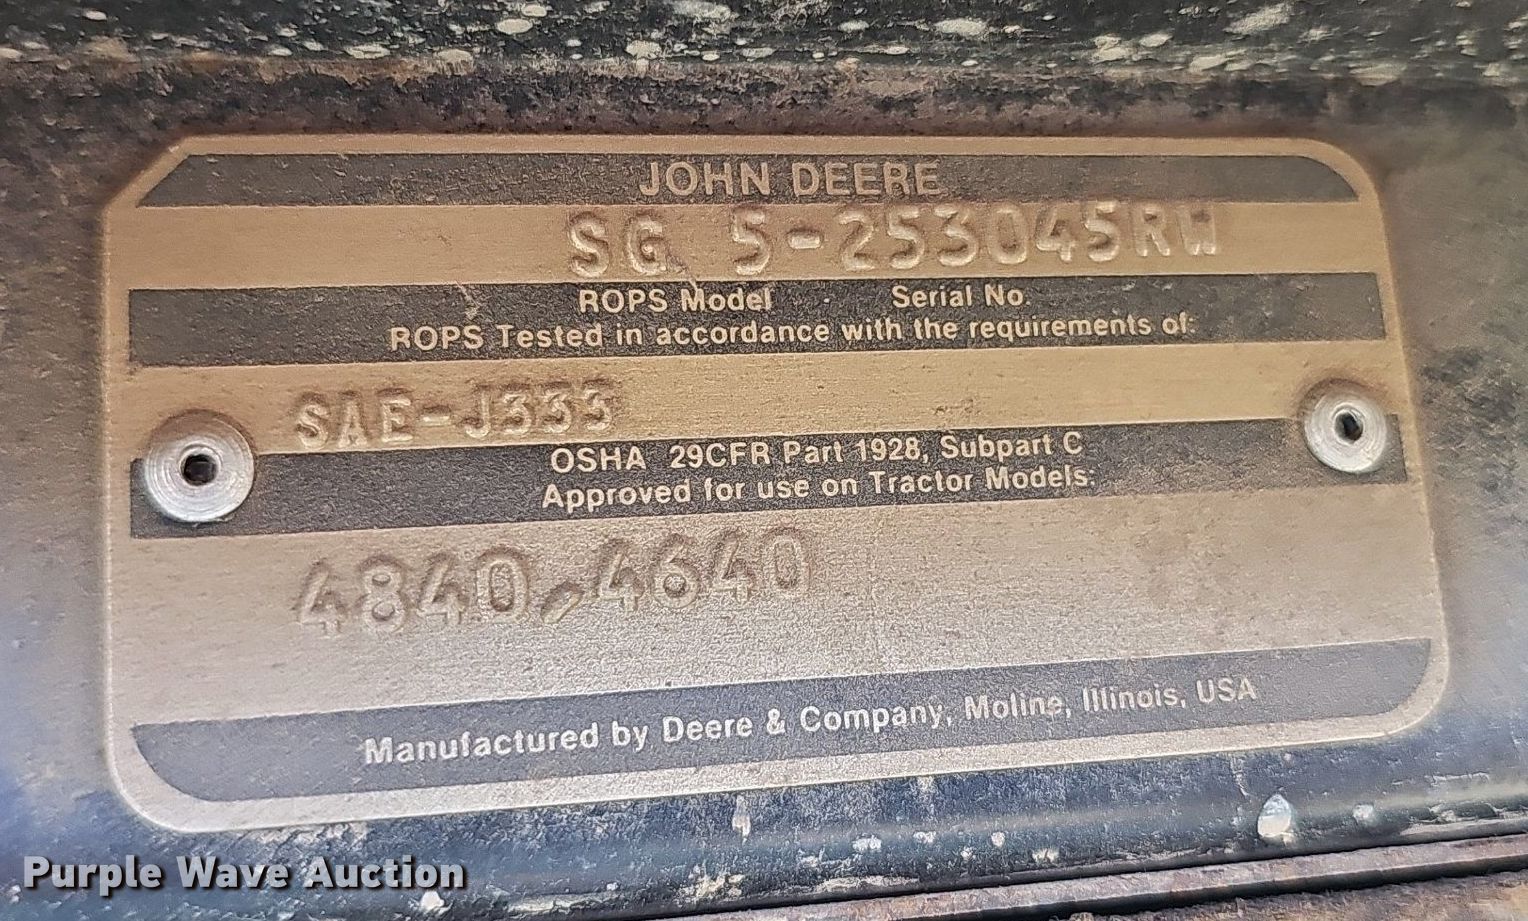 JOHN DEERE
SG 5-253045RW
ROPS Model Serial No.
ROPS Tested in accordance with the requirements of:
SAE-J333
OSHA 29CFR Part 1928, Subpart C
Approved for use on Tractor Models:
4840,4640
Manufactured by Deere & Company, Moline, Illinois, USA
Purple Wave Auction